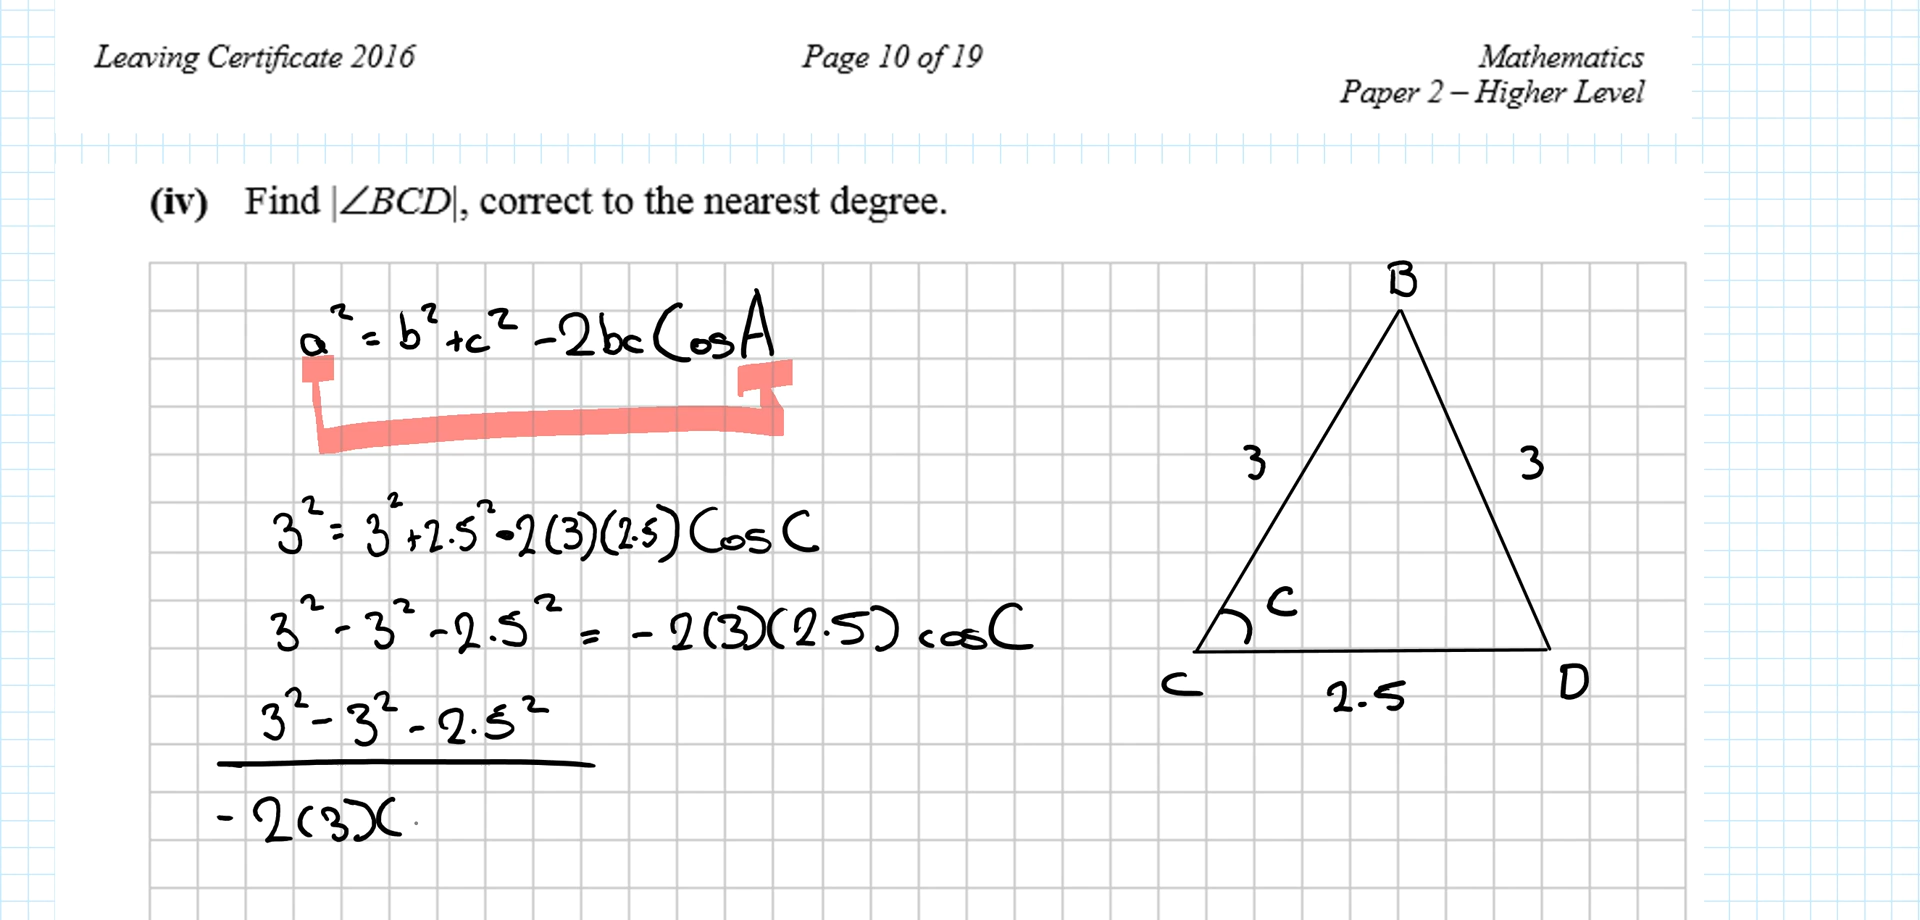 Leaving Certificate 2016 Page 10 of 19 Mathematics
Paper 2 – Higher Level
(iv) Find |∠BCD|, correct to the nearest degree.
a² = b² + c² - 2bc Cos A
3² = 3² + 2.5² - 2(3)(2.5) Cos C
3² - 3² - 2.5² = - 2(3)(2.5) cos C
3² - 3² - 2.5²
- 2(3)(
B
3 3
C
C D
2.5